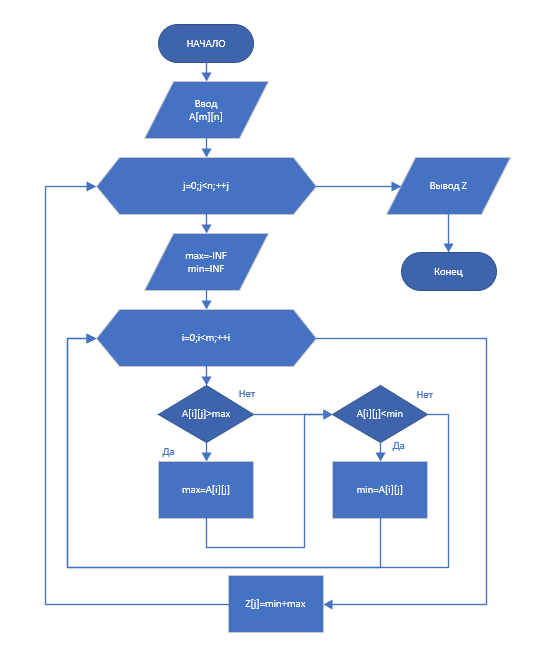 НАЧАЛО
Ввод
A[m][n]
j=0;j<n;++j
Вывод Z
max=-INF
min=INF
Конец
i=0;i<m;++i
A[i][j]>max
Нет
A[i][j]<min
Нет
Да
Да
max=A[i][j]
min=A[i][j]
Z[j]=min+max